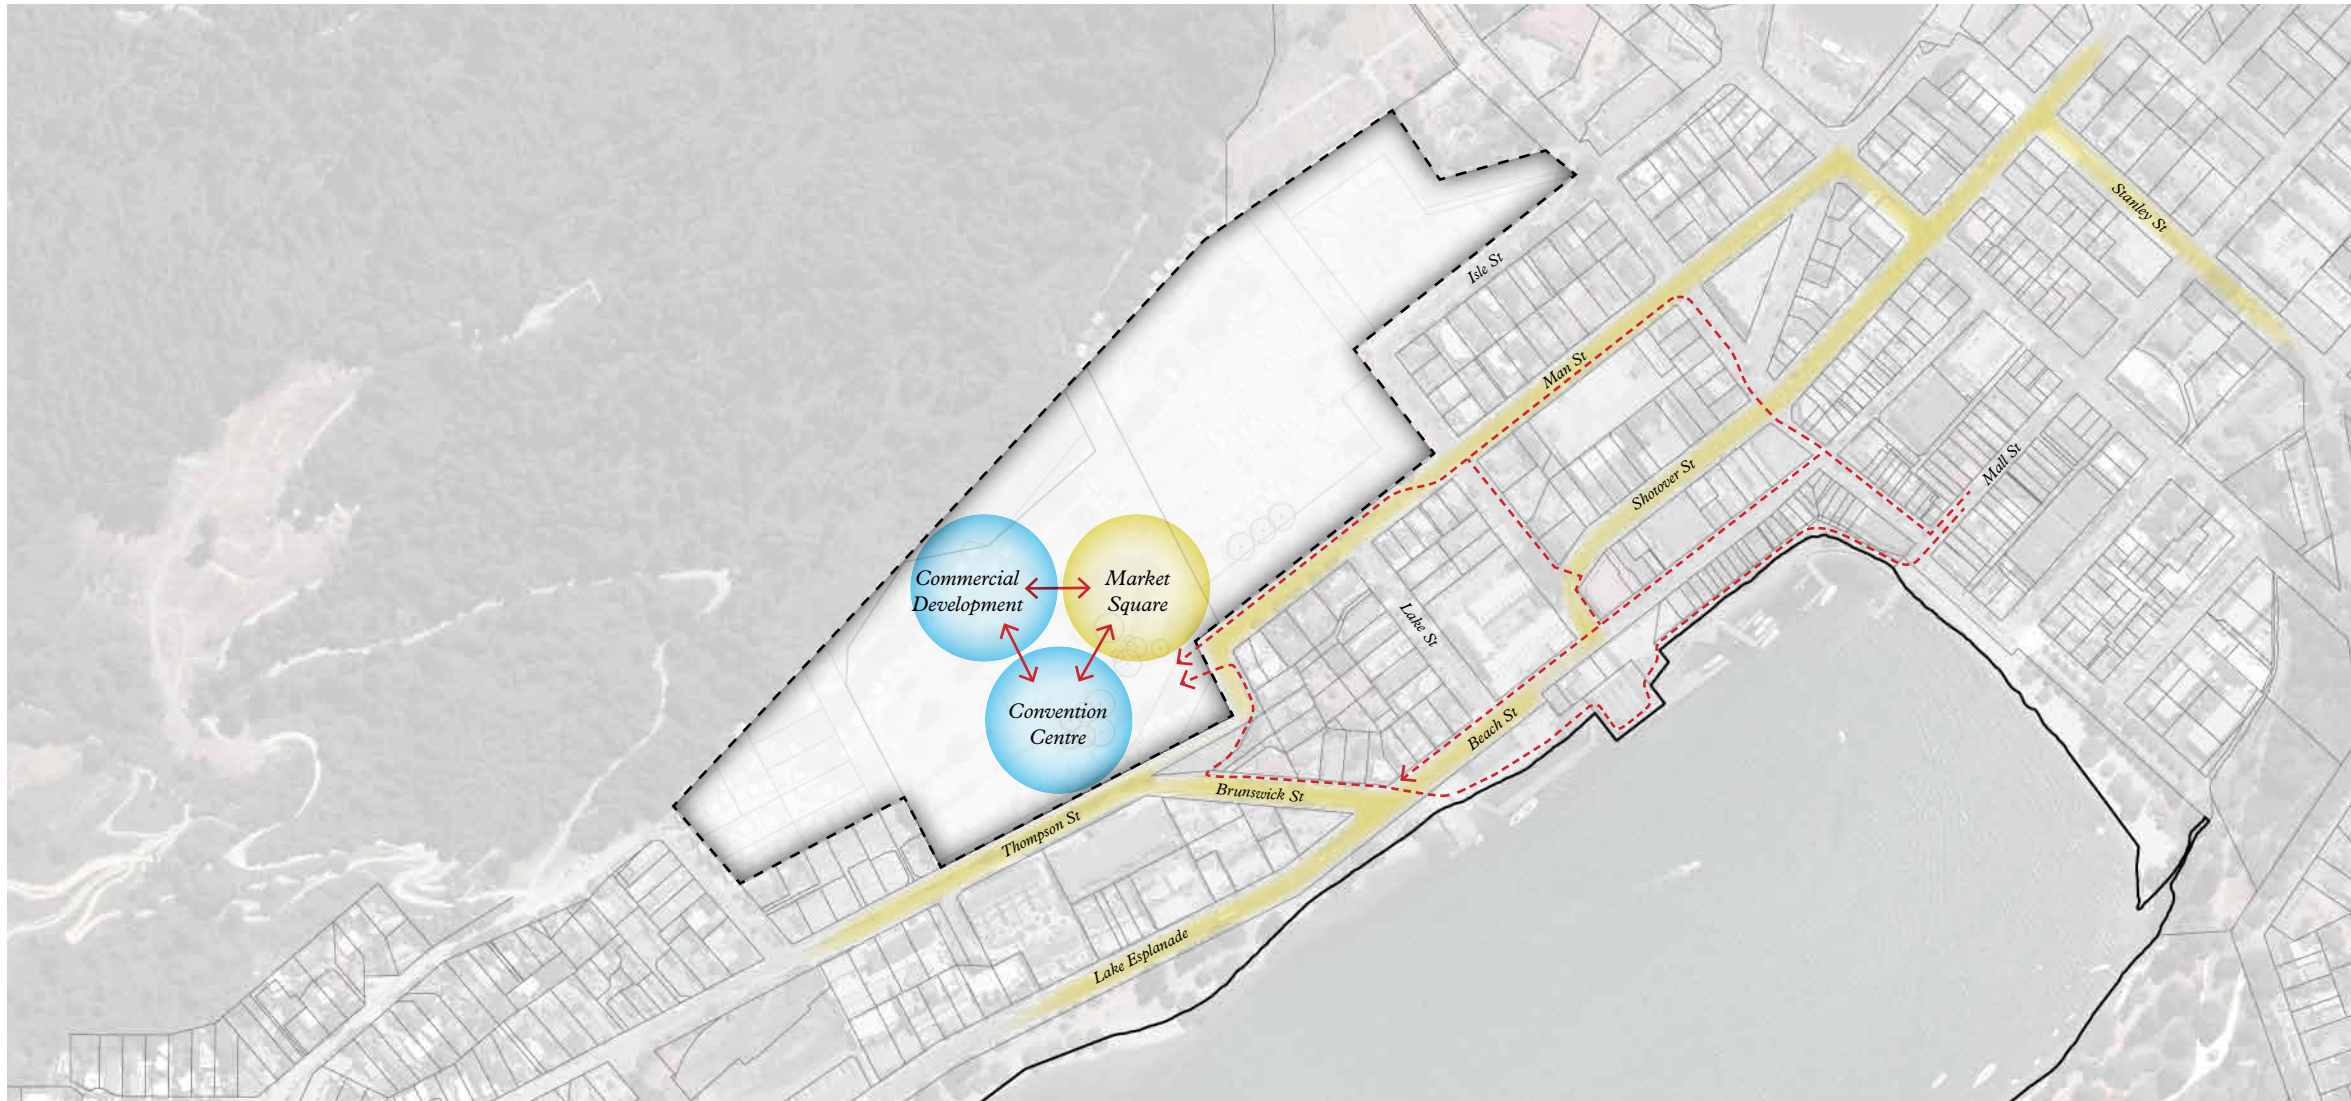 Stanley St
Isle St
Man St
Shotover St
Mall St
Commercial
Development
Market
Square
Lake St
Convention
Centre
Beach St
Brunswick St
Thompson St
Lake Esplanade